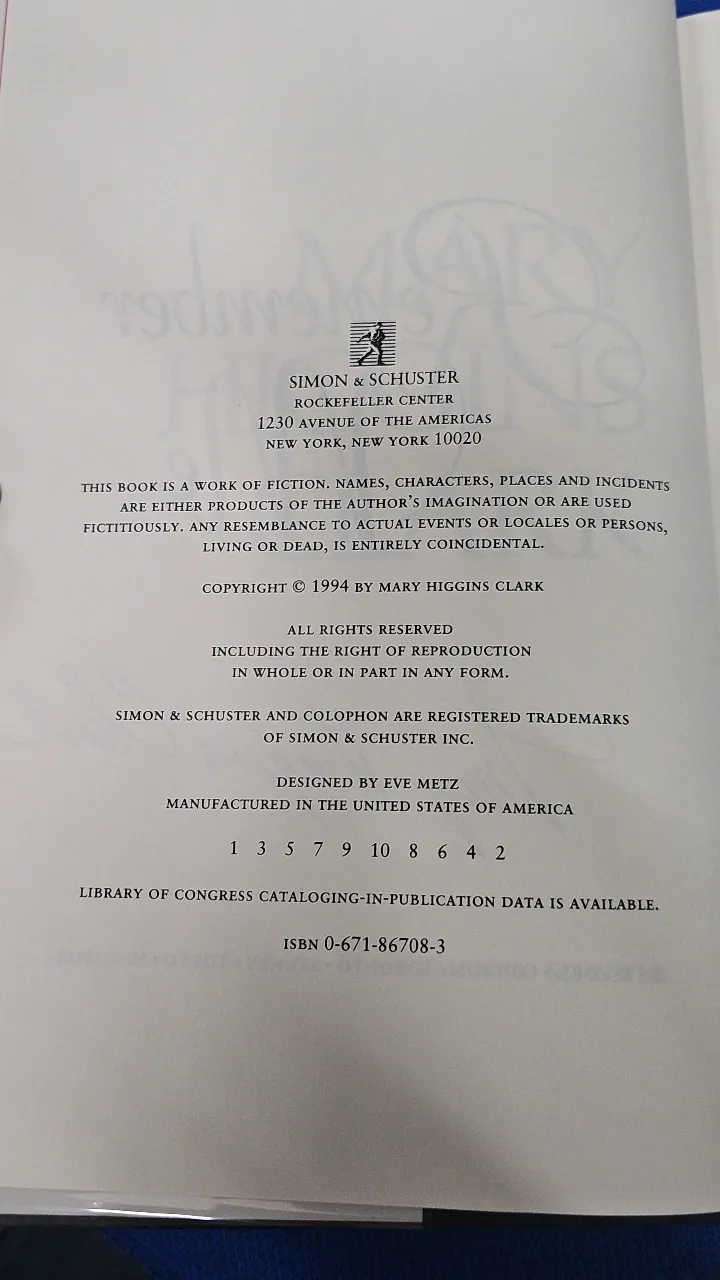 SIMON & SCHUSTER
ROCKEFELLER CENTER
1230 AVENUE OF THE AMERICAS
NEW YORK, NEW YORK 10020
THIS BOOK IS A WORK OF FICTION. NAMES, CHARACTERS, PLACES AND INCIDENTS
ARE EITHER PRODUCTS OF THE AUTHOR'S IMAGINATION OR ARE USED
FICTITIOUSLY. ANY RESEMBLANCE TO ACTUAL EVENTS OR LOCALES OR PERSONS,
LIVING OR DEAD, IS ENTIRELY COINCIDENTAL.
COPYRIGHT © 1994 BY MARY HIGGINS CLARK
ALL RIGHTS RESERVED
INCLUDING THE RIGHT OF REPRODUCTION
IN WHOLE OR IN PART IN ANY FORM.
SIMON & SCHUSTER AND COLOPHON ARE REGISTERED TRADEMARKS
OF SIMON & SCHUSTER INC.
DESIGNED BY EVE METZ
MANUFACTURED IN THE UNITED STATES OF AMERICA
1 3 5 7 9 10 8 6 4 2
LIBRARY OF CONGRESS CATALOGING-IN-PUBLICATION DATA IS AVAILABLE.
ISBN 0-671-86708-3